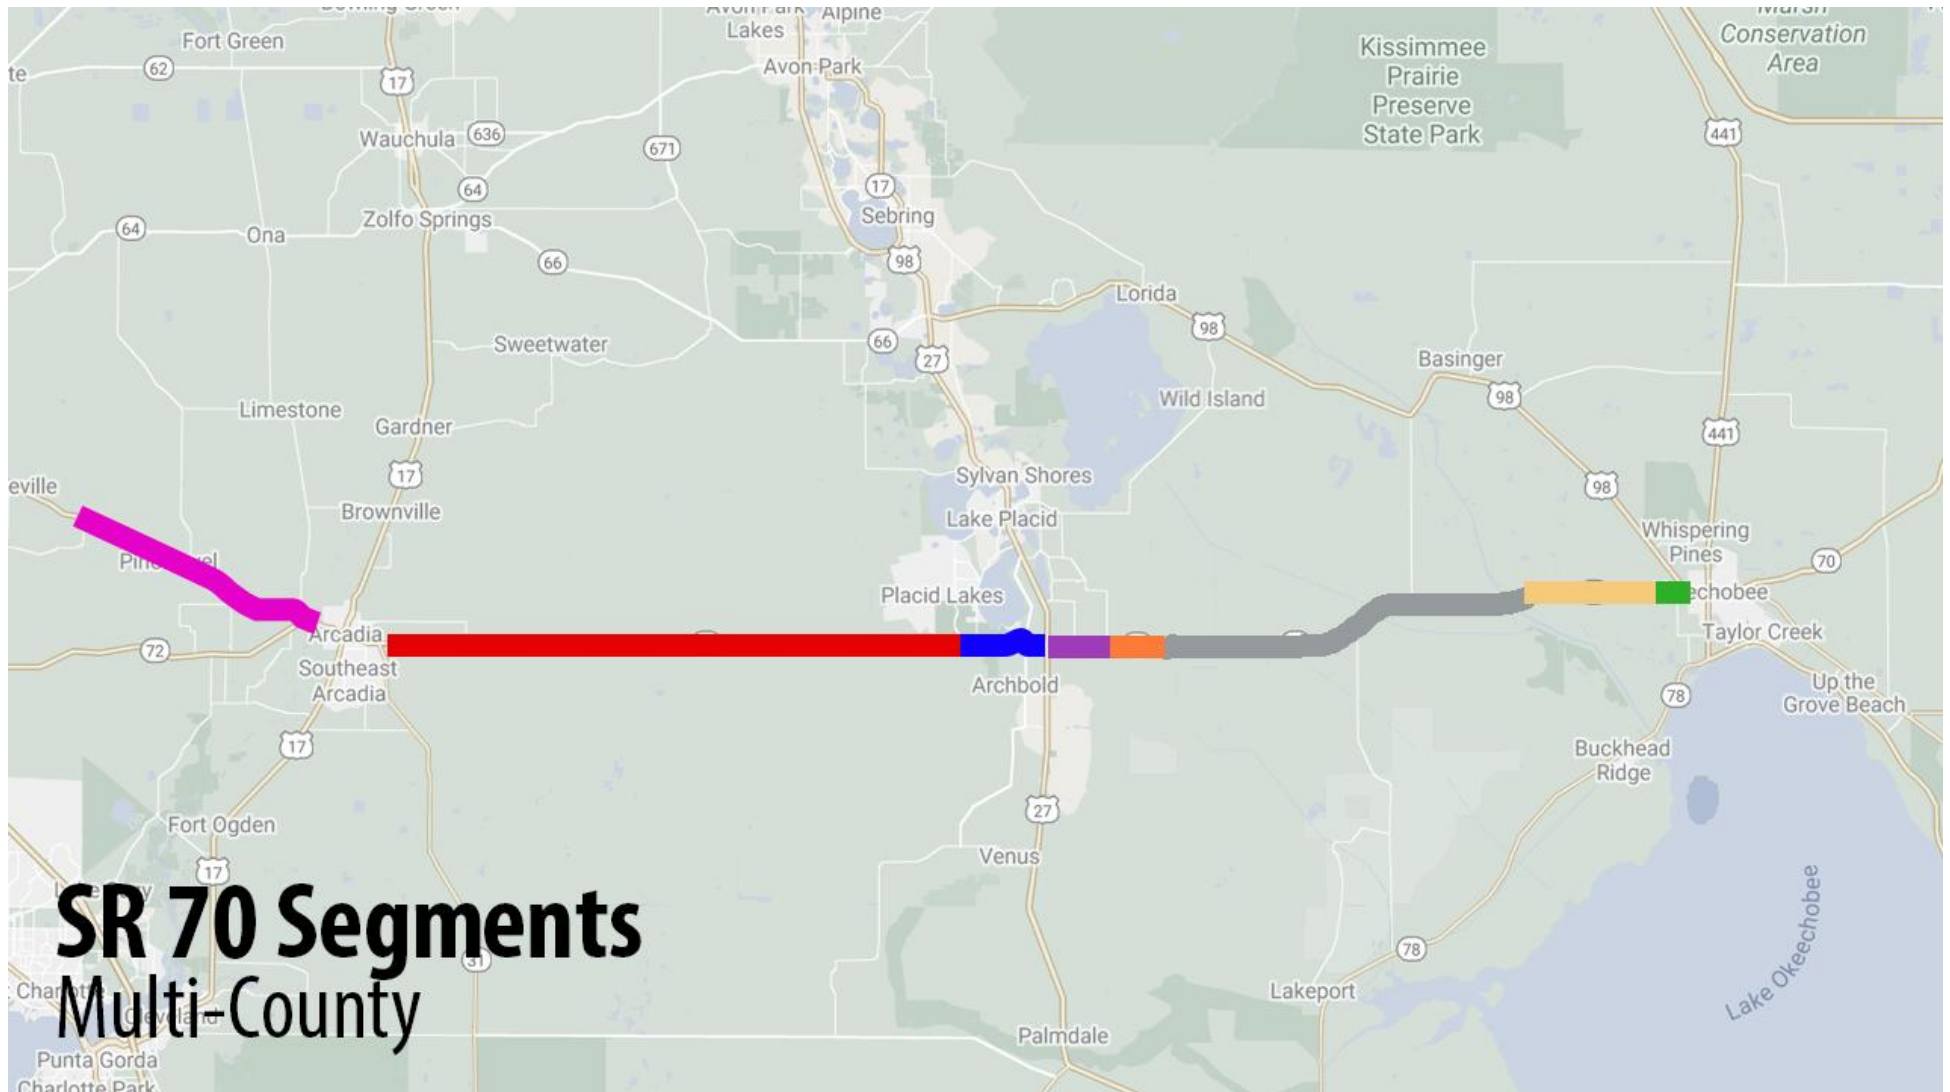 Fort Green
Lakes
Alpine
Avon Park
Kissimmee
Prairie
Preserve
State Park
Marsh
Conservation
Area
te
62
17
Wauchula
636
671
441
64
17
Zolfo Springs
Sebring
64
Ona
66
98
Lorida
98
Sweetwater
66
27
Basinger
98
Wild Island
Limestone
Gardner
441
17
Sylvan Shores
98
eville
Brownville
Lake Placid
Whispering
Pines
70
Placid Lakes
echobee
Arcadia
72
Taylor Creek
Southeast
Arcadia
Archbold
78
Up the
Grove Beach
17
Buckhead
Ridge
27
Fort Ogden
Venus
17
SR 70 Segments
Multi-County
31
78
Lakeport
Lake Okeechobee
Palmdale
Cleveland
Punta Gorda
Charlotte Park